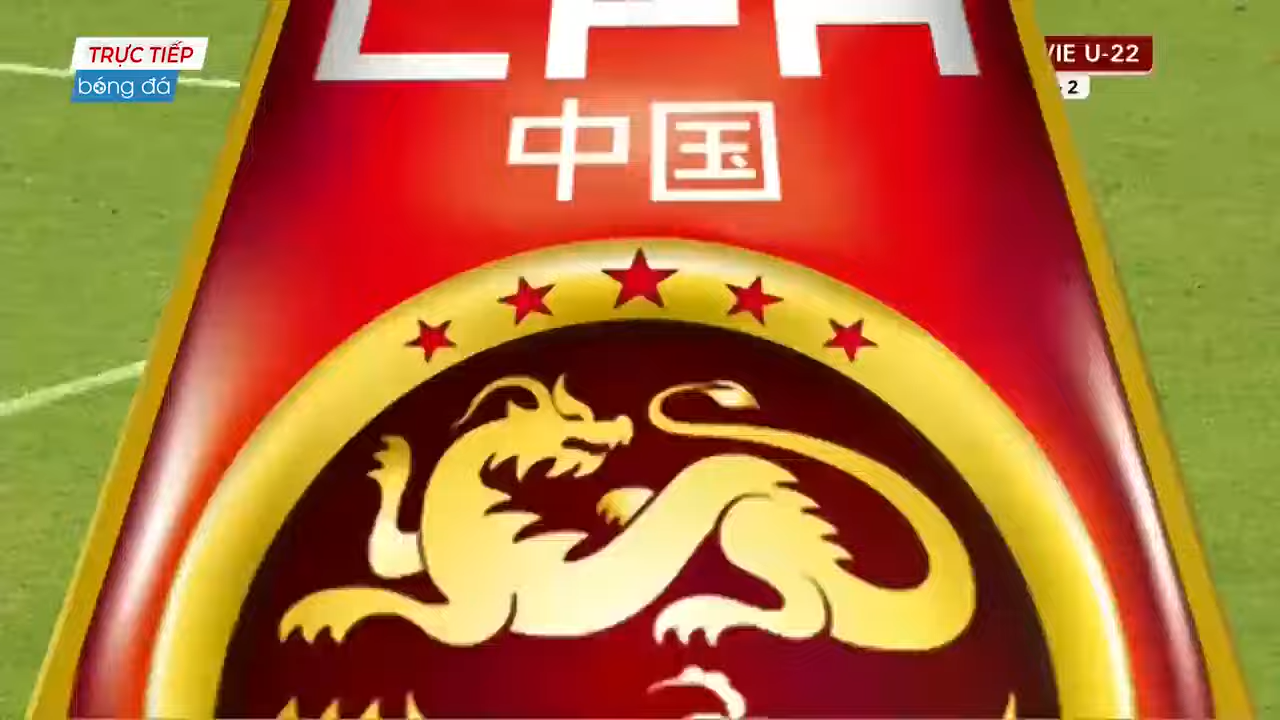 TRỰC TIẾP
bóng đá
VIE U-22
2
中国